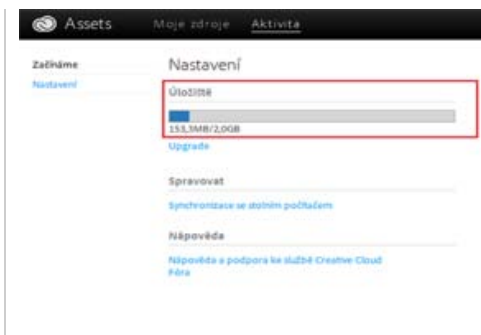 Assets Moje zdroje Aktivita
Začínáme
Nastavení
Nastavení
Úložiště
153,3MB/2,0GB
Upgrade
Spravovat
Synchronizace se stolním počítačem
Nápověda
Nápověda a podpora ke službě Creative Cloud
Fóra